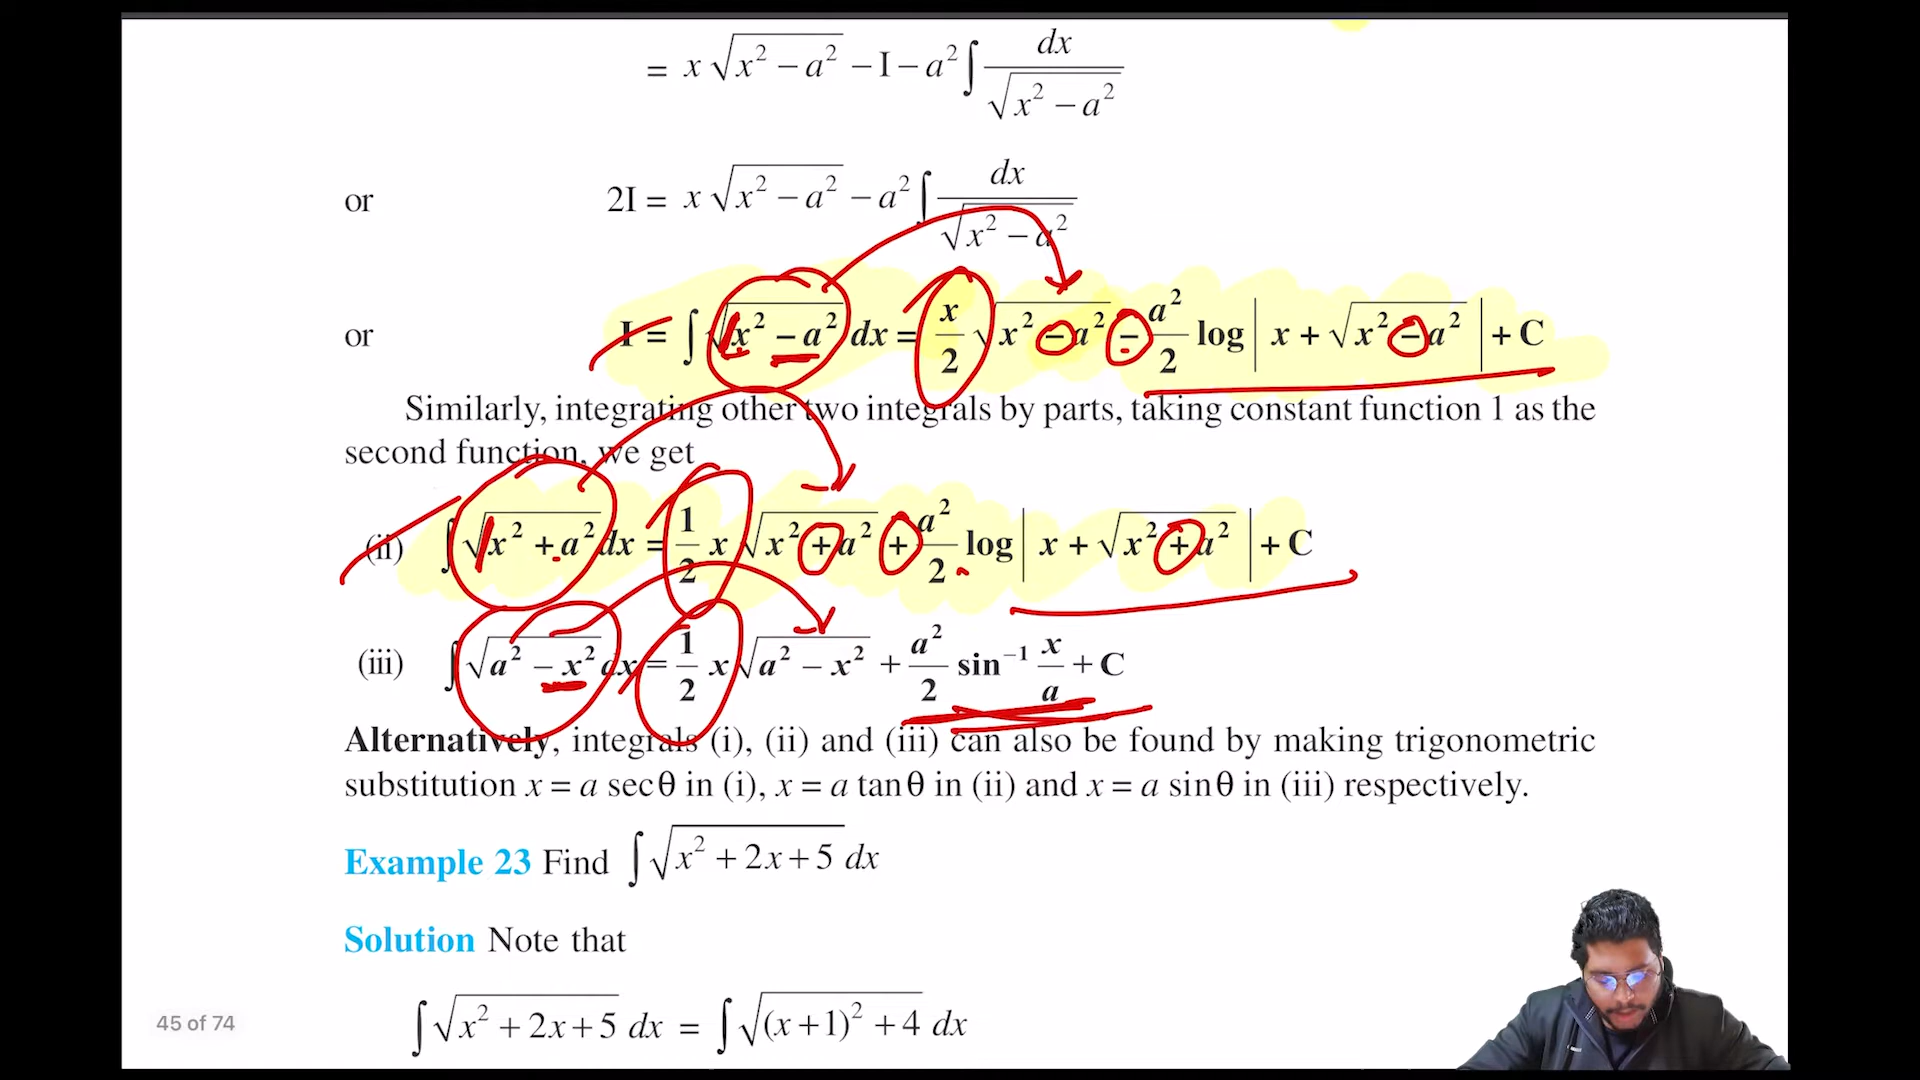 = x √(x² − a²) − I − a² ∫ dx / √(x² − a²)
or 2I = x √(x² − a²) − a² ∫ dx / √(x² − a²)
or I = ∫ √(x² − a²) dx = x/2 √(x² − a²) − a²/2 log | x + √(x² − a²) | + C
Similarly, integrating other two integrals by parts, taking constant function 1 as the
second function, we get
(ii) ∫ √(x² + a²) dx = 1/2 x √(x² + a²) + a²/2 log | x + √(x² + a²) | + C
(iii) ∫ √(a² − x²) dx = 1/2 x √(a² − x²) + a²/2 sin⁻¹ x/a + C
Alternatively, integrals (i), (ii) and (iii) can also be found by making trigonometric
substitution x = a secθ in (i), x = a tanθ in (ii) and x = a sinθ in (iii) respectively.
Example 23 Find ∫ √(x² + 2x + 5) dx
Solution Note that
∫ √(x² + 2x + 5) dx = ∫ √((x + 1)² + 4) dx
45 of 74